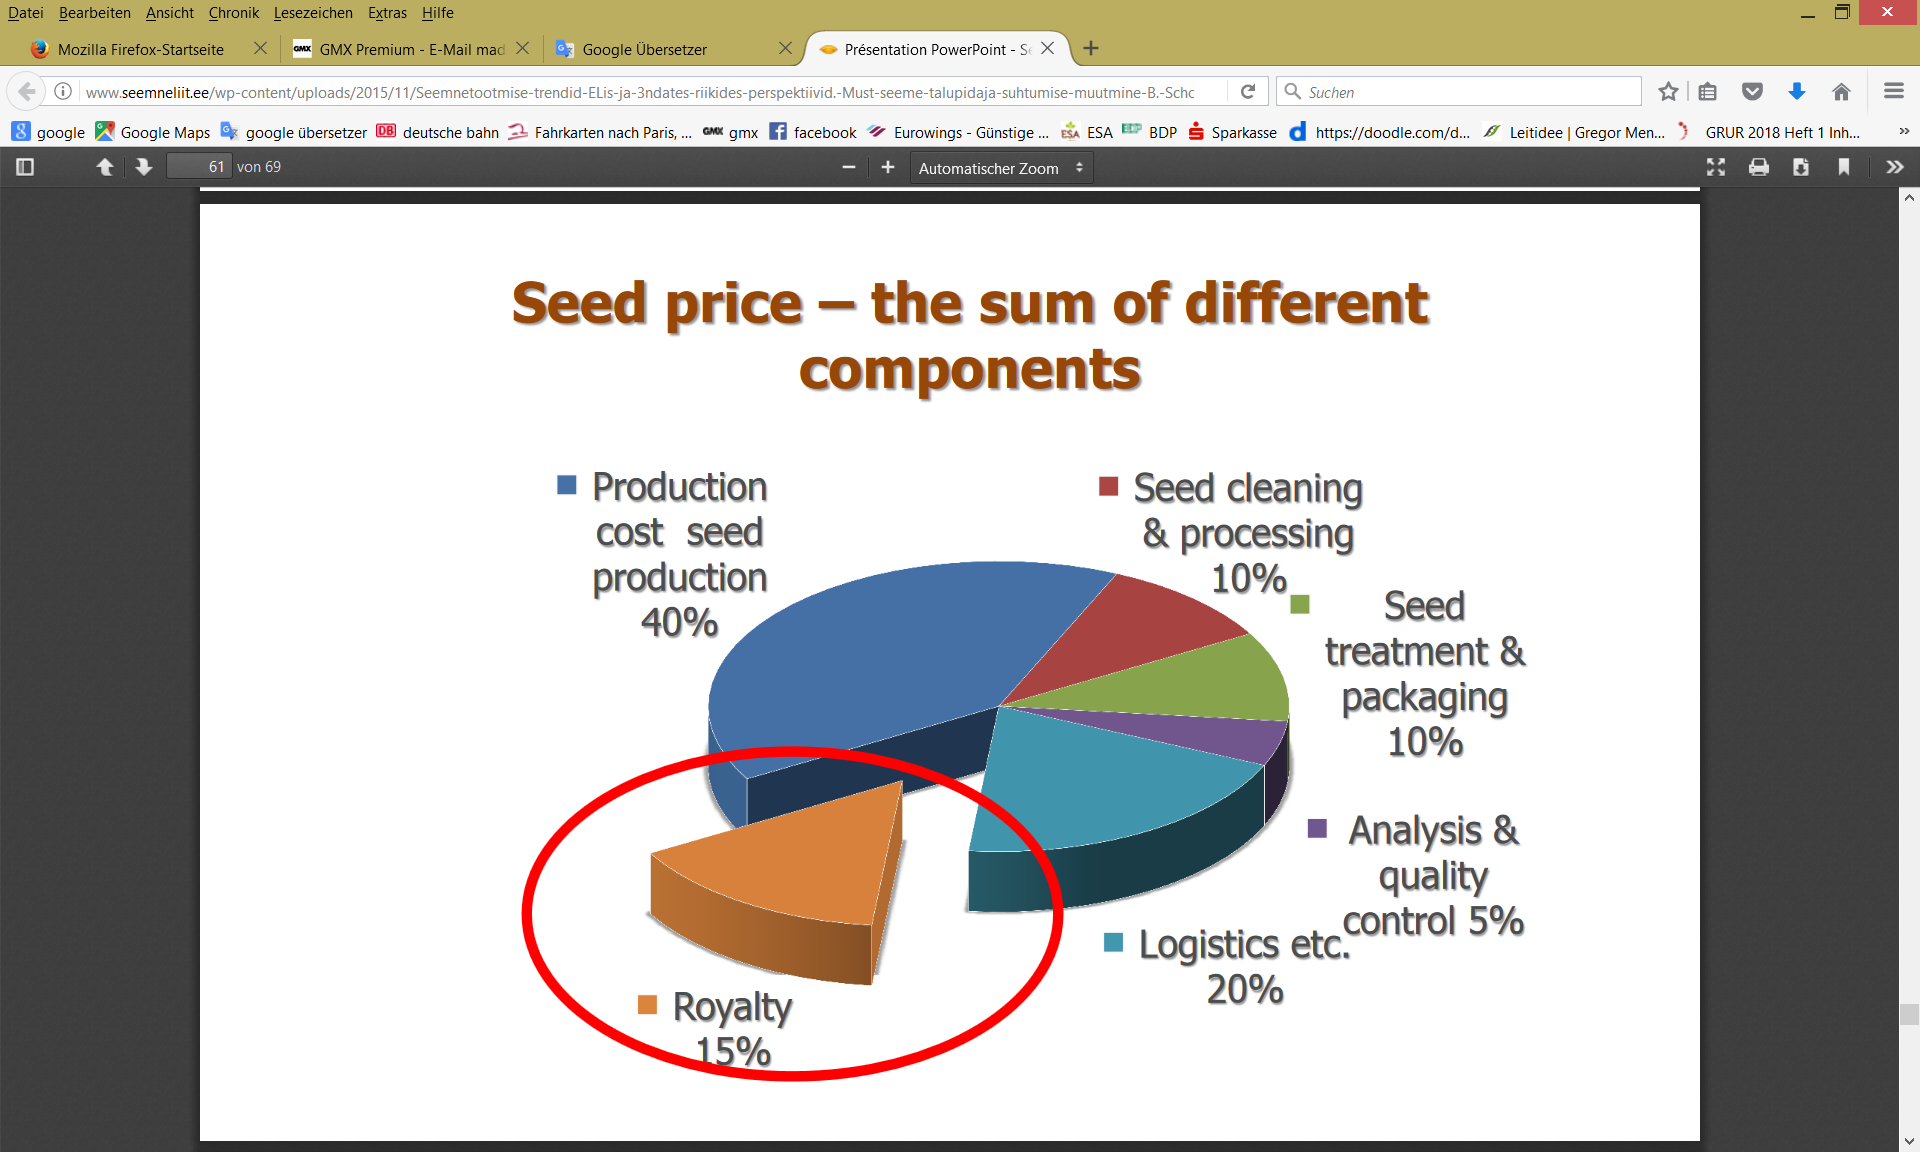 Datei Bearbeiten Ansicht Chronik Lesezeichen Extras Hilfe
Mozilla Firefox-Startseite
GMX GMX Premium - E-Mail mad
Google Übersetzer
Présentation PowerPoint - Se
www.seemneliit.ee/wp-content/uploads/2015/11/Seemnetootmise-trendid-ELis-ja-3ndates-riikides-perspektiivid.-Must-seeme-talupidaja-suhtumise-muutmine-B.-Schc
Suchen
google Google Maps google übersetzer DB deutsche bahn Fahrkarten nach Paris, ... GMX gmx facebook Eurowings - Günstige ... ESA ESA BDP Sparkasse d https://doodle.com/d... Leitidee | Gregor Men... GRUR 2018 Heft 1 Inh...
61 von 69
Automatischer Zoom
Seed price – the sum of different
components
Production
cost seed
production
40%
Seed cleaning
& processing
10%
Seed
treatment &
packaging
10%
Analysis &
quality
control 5%
Logistics etc.
20%
Royalty
15%